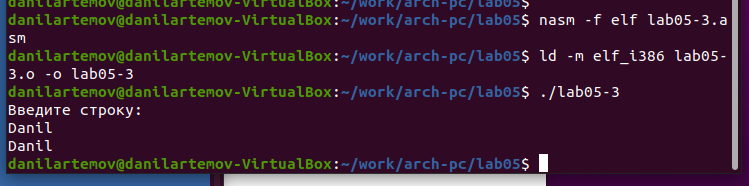 danilartemov@danilartemov-VirtualBox:~/work/arch-pc/lab05$
danilartemov@danilartemov-VirtualBox:~/work/arch-pc/lab05$ nasm -f elf lab05-3.a
sm
danilartemov@danilartemov-VirtualBox:~/work/arch-pc/lab05$ ld -m elf_i386 lab05-
3.o -o lab05-3
danilartemov@danilartemov-VirtualBox:~/work/arch-pc/lab05$ ./lab05-3
Введите строку:
Danil
Danil
danilartemov@danilartemov-VirtualBox:~/work/arch-pc/lab05$